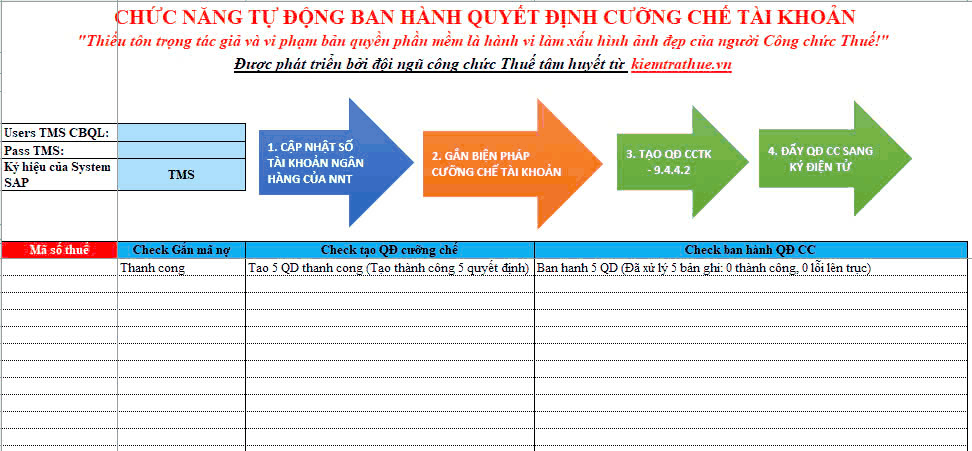 CHỨC NĂNG TỰ ĐỘNG BAN HÀNH QUYẾT ĐỊNH CƯỠNG CHẾ TÀI KHOẢN
"Thiếu tôn trọng tác giả và vi phạm bản quyền phần mềm là hành vi làm xấu hình ảnh đẹp của người Công chức Thuế!"
Được phát triển bởi đội ngũ công chức Thuế tâm huyết từ kiemtrathue.vn
Users TMS CBQL:
Pass TMS:
Ký hiệu của System
SAP
TMS
1. CẬP NHẬT SỐ
TÀI KHOẢN NGÂN
HÀNG CỦA NNT
2. GẮN BIỆN PHÁP
CƯỠNG CHẾ TÀI KHOẢN
3. TẠO QĐ CCTK
- 9.4.4.2
4. ĐẨY QĐ CC SANG
KÝ ĐIỆN TỬ
Mã số thuế Check Gắn mã nợ Check tạo QĐ cưỡng chế Check ban hành QĐ CC
Thanh cong Tao 5 QD thanh cong (Tạo thành công 5 quyết định) Ban hanh 5 QD (Đã xử lý 5 bản ghi: 0 thành công, 0 lỗi lên trục)